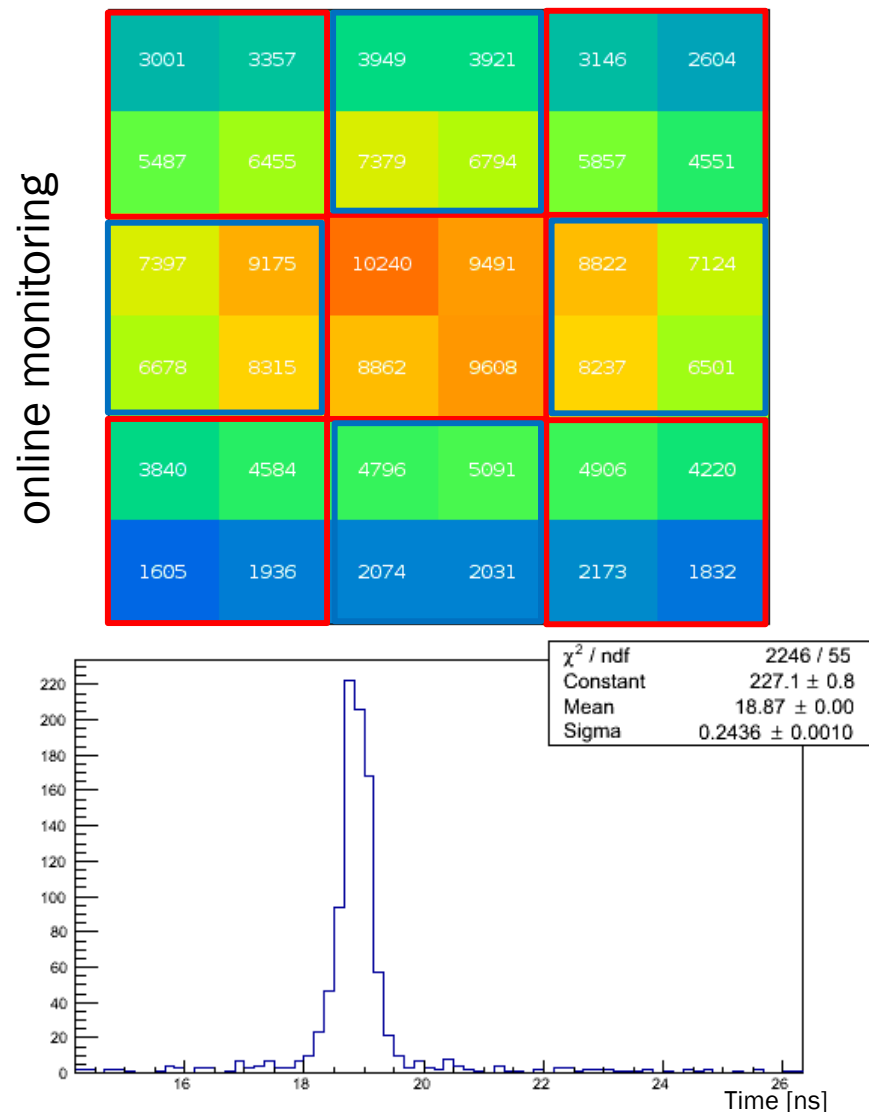 online monitoring
3001 3357 3949 3921 3146 2604
5487 6455 7379 6794 5857 4551
7397 9175 10240 9491 8822 7124
6678 8315 8862 9608 8237 6501
3840 4584 4796 5091 4906 4220
1605 1936 2074 2031 2173 1832
χ² / ndf 2246 / 55
Constant 227.1 ± 0.8
Mean 18.87 ± 0.00
Sigma 0.2436 ± 0.0010
220
200
180
160
140
120
100
80
60
40
20
0
16 18 20 22 24 26
Time [ns]